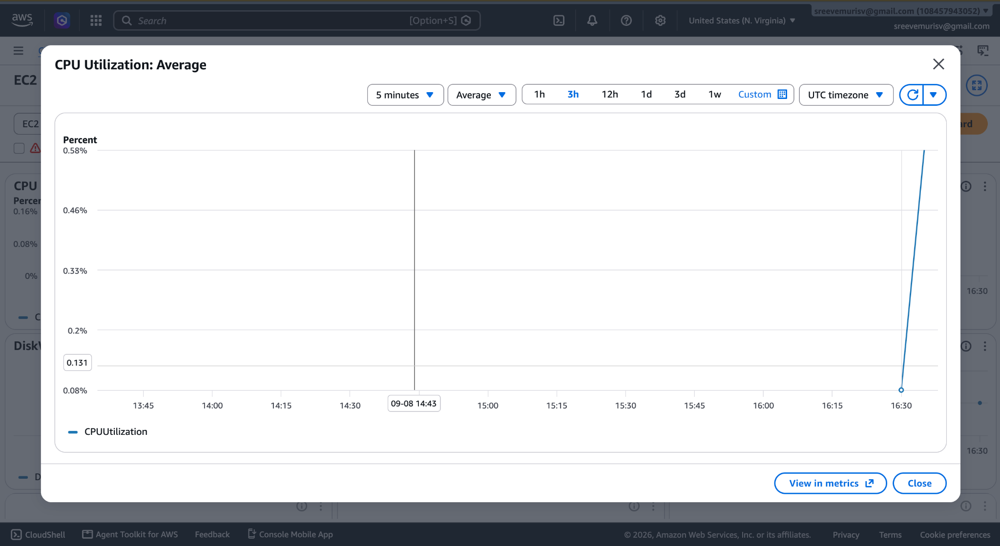 aws
Search
[Option+S]
United States (N. Virginia)
sreevemurisv@gmail.com (108457943052)
sreevemurisv@gmail.com
EC2
CPU Utilization: Average
5 minutes
Average
1h
3h
12h
1d
3d
1w
Custom
UTC timezone
EC2
Percent
0.58%
0.46%
0.33%
0.2%
0.131
0.08%
13:45
14:00
14:15
14:30
09-08 14:43
15:00
15:15
15:30
15:45
16:00
16:15
16:30
CPUUtilization
CPU
Percen
0.16%
0.08%
0%
16:30
C
Disk
16:30
D
View in metrics
Close
CloudShell
Agent Toolkit for AWS
Feedback
Console Mobile App
© 2026, Amazon Web Services, Inc. or its affiliates.
Privacy
Terms
Cookie preferences